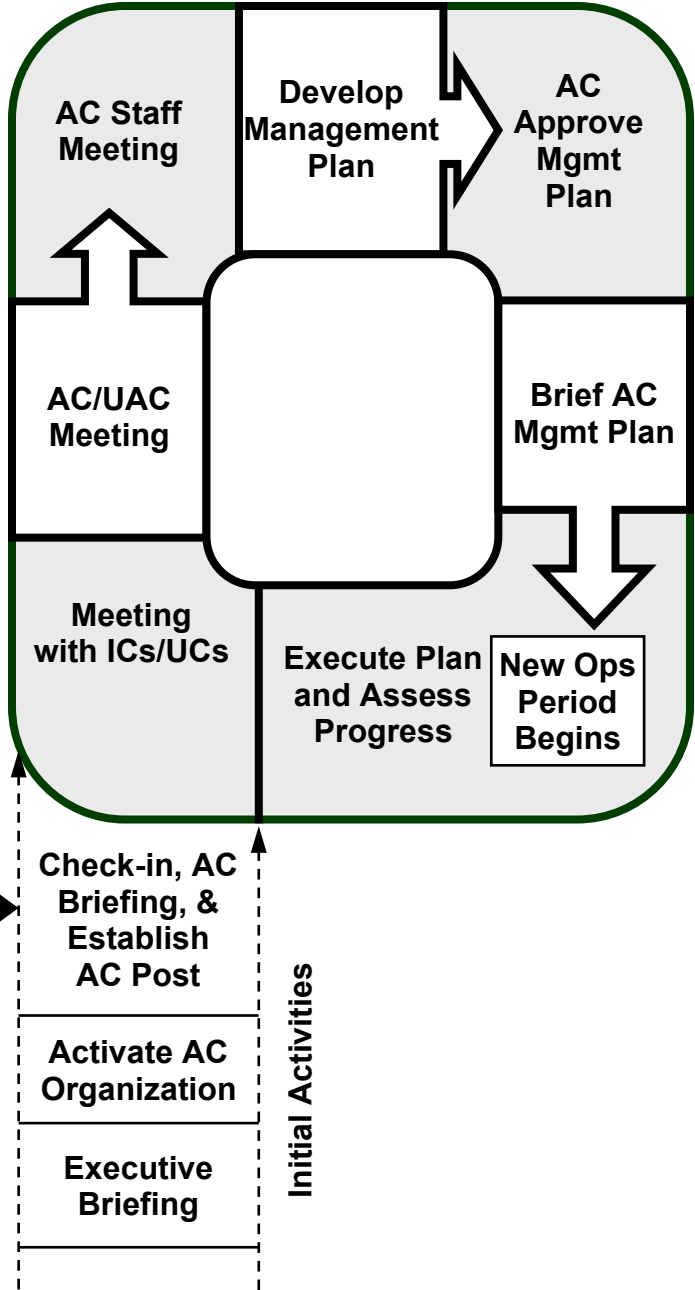 AC Staff
Meeting
Develop
Management
Plan
AC
Approve
Mgmt
Plan
AC/UAC
Meeting
Brief AC
Mgmt Plan
Meeting
with ICs/UCs
Execute Plan
and Assess
Progress
New Ops
Period
Begins
Check-in, AC
Briefing, &
Establish
AC Post
Activate AC
Organization
Executive
Briefing
Initial Activities